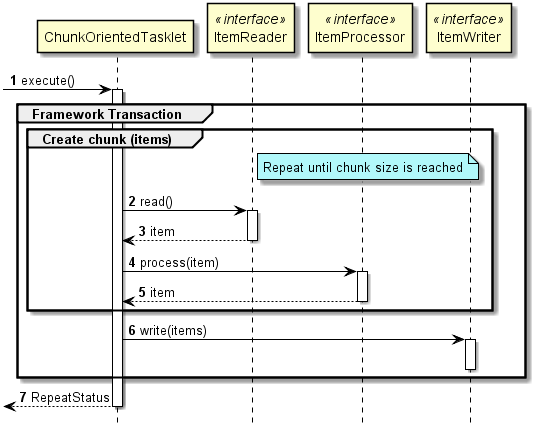 ChunkOrientedTasklet
«interface»
ItemReader
«interface»
ItemProcessor
«interface»
ItemWriter
1 execute()
Framework Transaction
Create chunk (items)
Repeat until chunk size is reached
2 read()
3 item
4 process(item)
5 item
6 write(items)
7 RepeatStatus